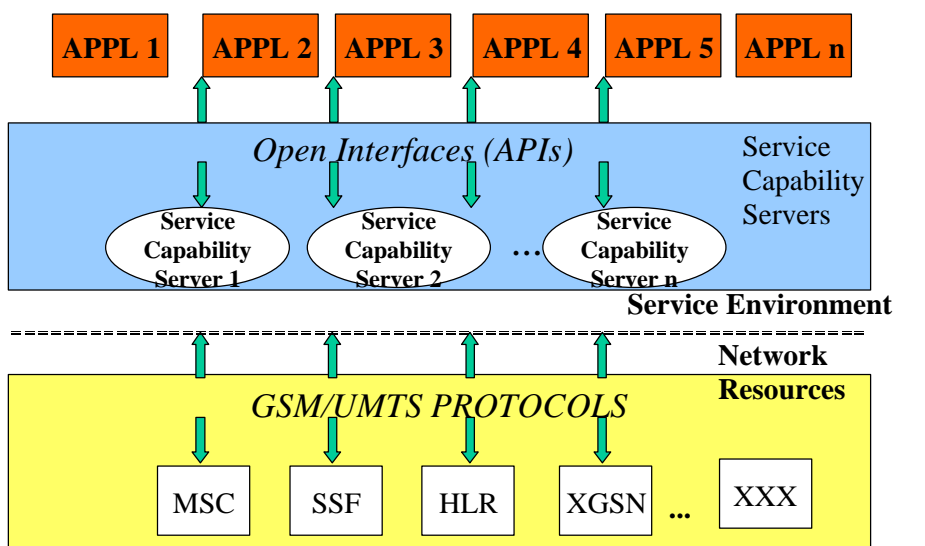 APPL 1 APPL 2 APPL 3 APPL 4 APPL 5 APPL n
Open Interfaces (APIs)
Service
Capability
Servers
Service
Capability
Server 1
Service
Capability
Server 2
...
Service
Capability
Server n
Service Environment
Network
Resources
GSM/UMTS PROTOCOLS
MSC SSF HLR XGSN ... XXX